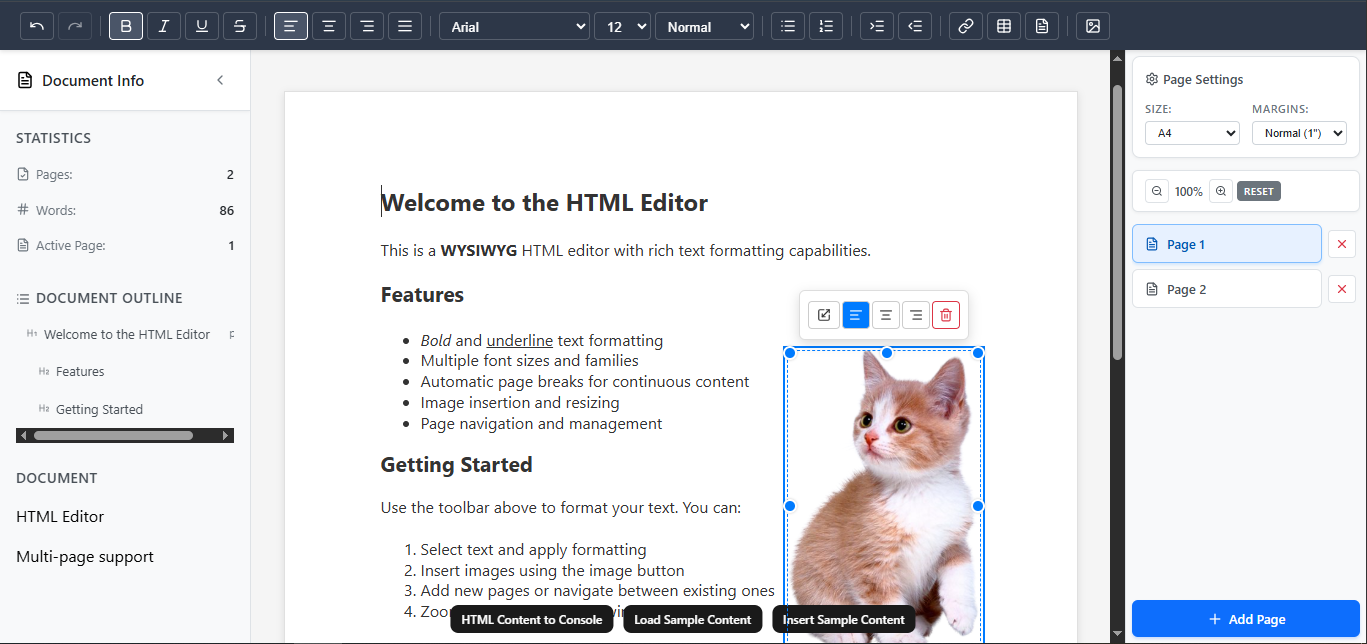 B I U S Arial 12 Normal
Document Info
STATISTICS
Pages: 2
Words: 86
Active Page: 1
DOCUMENT OUTLINE
H1 Welcome to the HTML Editor
H2 Features
H2 Getting Started
DOCUMENT
HTML Editor
Multi-page support
Welcome to the HTML Editor
This is a WYSIWYG HTML editor with rich text formatting capabilities.
Features
• Bold and underline text formatting
• Multiple font sizes and families
• Automatic page breaks for continuous content
• Image insertion and resizing
• Page navigation and management
Getting Started
Use the toolbar above to format your text. You can:
1. Select text and apply formatting
2. Insert images using the image button
3. Add new pages or navigate between existing ones
4.
HTML Content to Console
Load Sample Content
Insert Sample Content
Page Settings
SIZE: MARGINS:
A4 Normal (1")
100% RESET
Page 1
Page 2
+ Add Page